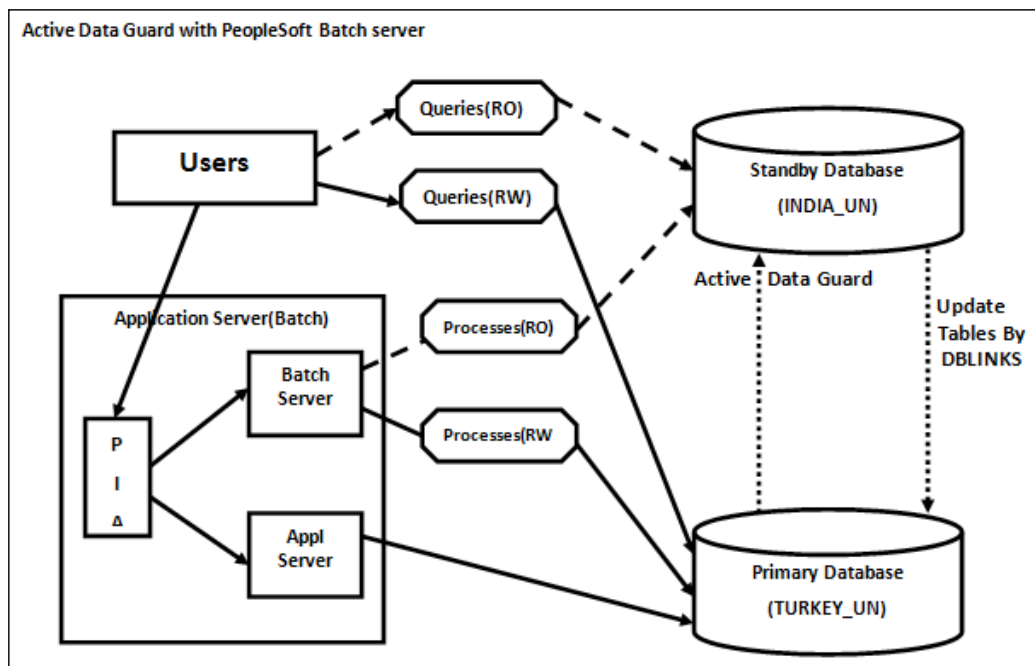 Active Data Guard with PeopleSoft Batch server
Queries(RO)
Users
Queries(RW)
Standby Database
(INDIA_UN)
Active Data Guard
Update
Tables By
DBLINKS
Application Server(Batch)
Processes(RO)
Batch
Server
Processes(RW
P
I
A
Appl
Server
Primary Database
(TURKEY_UN)